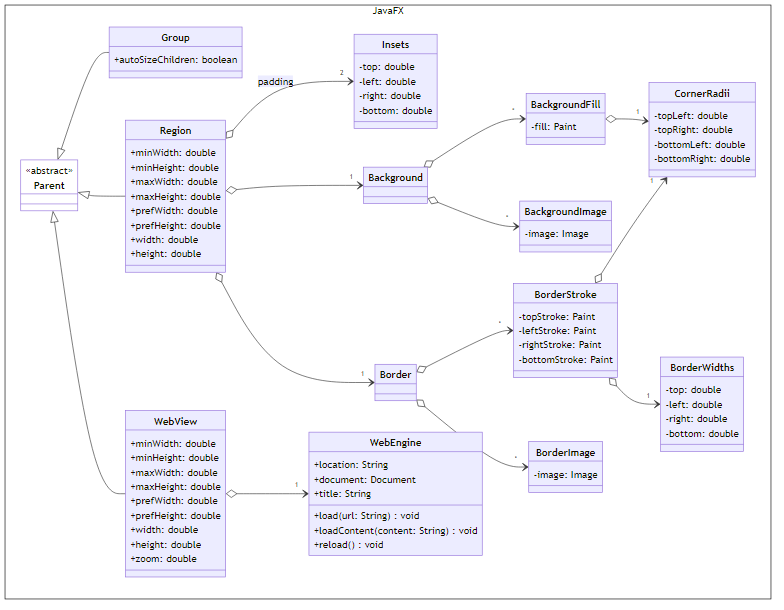 JavaFX
Group
+autoSizeChildren: boolean
Insets
-top: double
-left: double
-right: double
-bottom: double
padding
2
BackgroundFill
-fill: Paint
*
1
CornerRadii
-topLeft: double
-topRight: double
-bottomLeft: double
-bottomRight: double
1
Region
+minWidth: double
+minHeight: double
+maxWidth: double
+maxHeight: double
+prefWidth: double
+prefHeight: double
+width: double
+height: double
«abstract»
Parent
1
Background
*
BackgroundImage
-image: Image
BorderStroke
-topStroke: Paint
-leftStroke: Paint
-rightStroke: Paint
-bottomStroke: Paint
*
1
Border
1
BorderWidths
-top: double
-left: double
-right: double
-bottom: double
WebView
+minWidth: double
+minHeight: double
+maxWidth: double
+maxHeight: double
+prefWidth: double
+prefHeight: double
+width: double
+height: double
+zoom: double
1
WebEngine
+location: String
+document: Document
+title: String
+load(url: String) : void
+loadContent(content: String) : void
+reload() : void
*
BorderImage
-image: Image